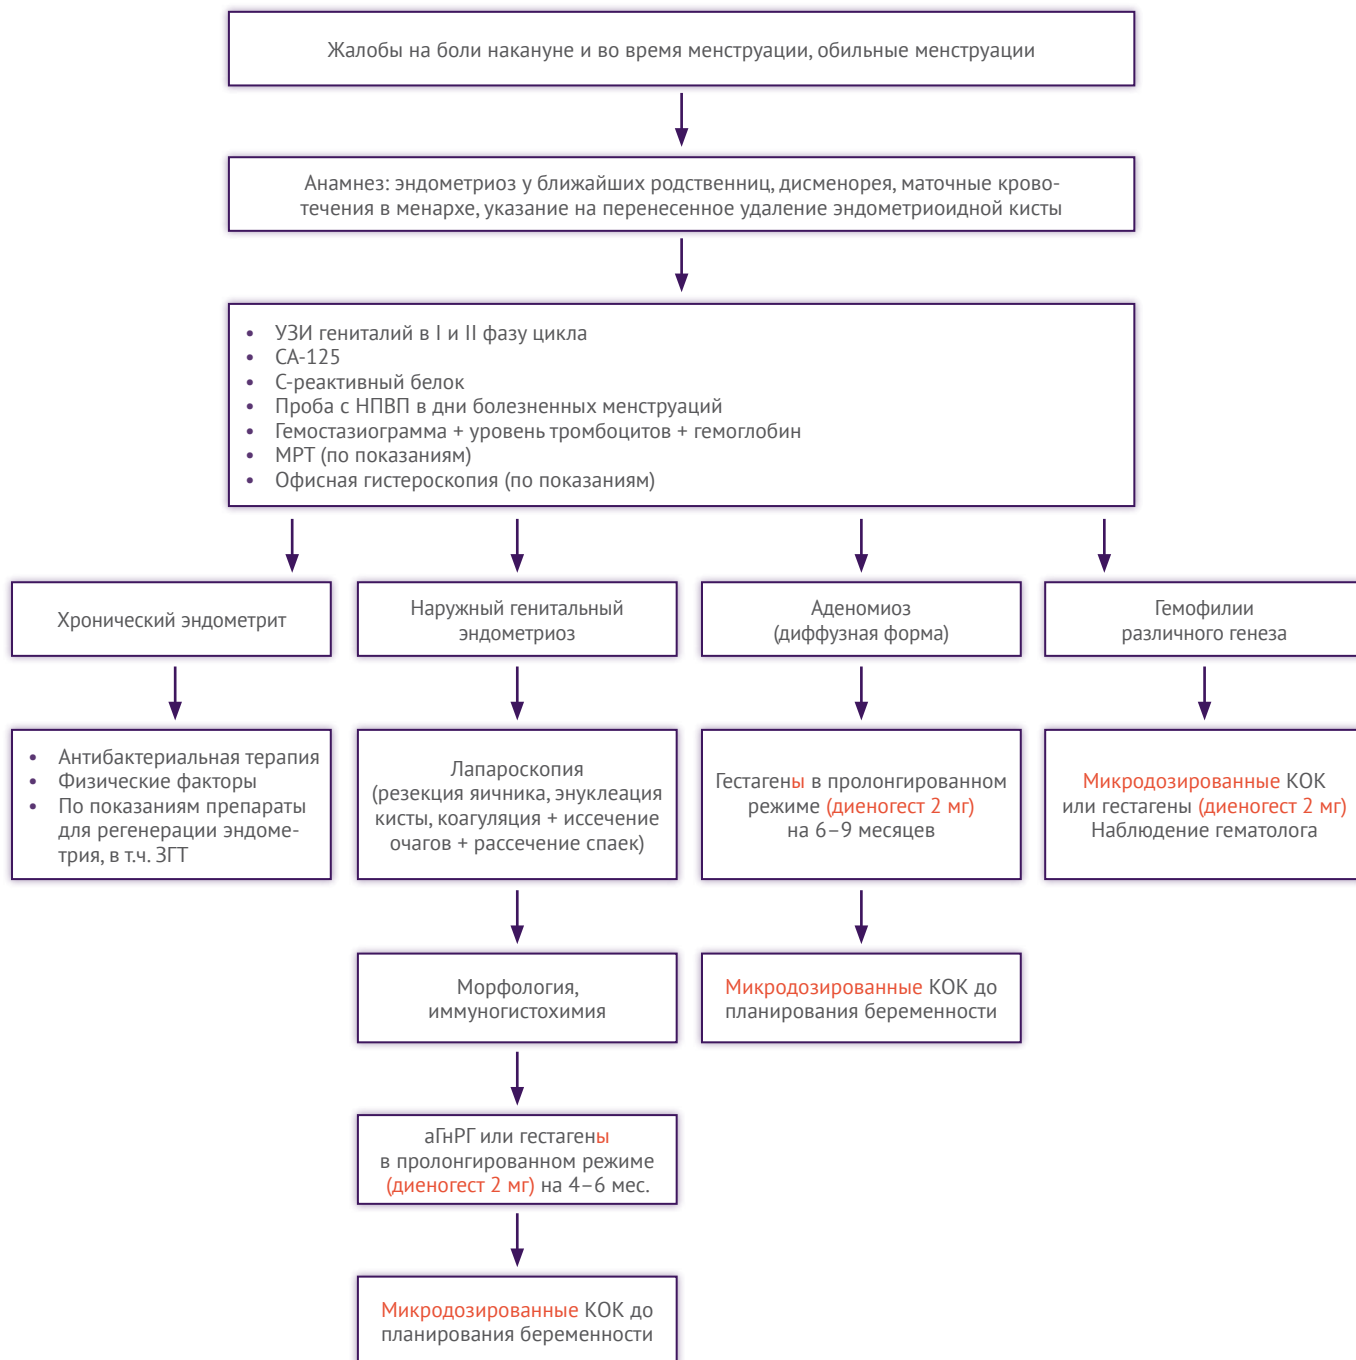 Жалобы на боли накануне и во время менструации, обильные менструации
Анамнез: эндометриоз у ближайших родственниц, дисменорея, маточные крово-
течения в менархе, указание на перенесенное удаление эндометриоидной кисты
• УЗИ гениталий в I и II фазу цикла
• СА-125
• С-реактивный белок
• Проба с НПВП в дни болезненных менструаций
• Гемостазиограмма + уровень тромбоцитов + гемоглобин
• МРТ (по показаниям)
• Офисная гистероскопия (по показаниям)
Хронический эндометрит
Наружный генитальный
эндометриоз
Аденомиоз
(диффузная форма)
Гемофилии
различного генеза
• Антибактериальная терапия
• Физические факторы
• По показаниям препараты
для регенерации эндоме-
трия, в т.ч. ЗГТ
Лапароскопия
(резекция яичника, энуклеация
кисты, коагуляция + иссечение
очагов + рассечение спаек)
Гестагены в пролонгированном
режиме (диеногест 2 мг)
на 6–9 месяцев
Микродозированные КОК
или гестагены (диеногест 2 мг)
Наблюдение гематолога
Морфология,
иммуногистохимия
Микродозированные КОК до
планирования беременности
аГнРГ или гестагены
в пролонгированном режиме
(диеногест 2 мг) на 4–6 мес.
Микродозированные КОК до
планирования беременности